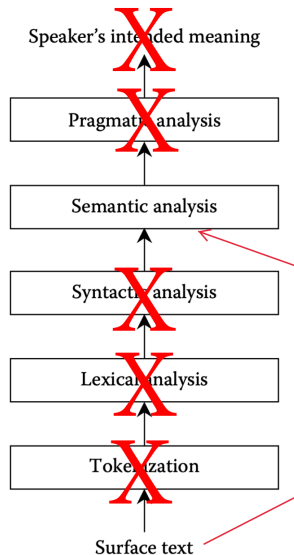 Speaker's intended meaning
X
Pragmatic analysis
X
Semantic analysis
Syntactic analysis
X
Lexical analysis
X
Tokenization
X
Surface text